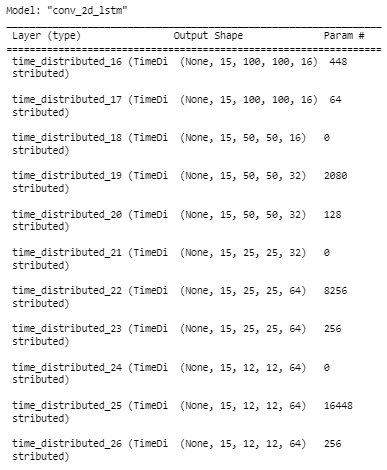 Model: "conv_2d_lstm"
Layer (type) Output Shape Param #
time_distributed_16 (TimeDi (None, 15, 100, 100, 16) 448
stributed)
time_distributed_17 (TimeDi (None, 15, 100, 100, 16) 64
stributed)
time_distributed_18 (TimeDi (None, 15, 50, 50, 16) 0
stributed)
time_distributed_19 (TimeDi (None, 15, 50, 50, 32) 2080
stributed)
time_distributed_20 (TimeDi (None, 15, 50, 50, 32) 128
stributed)
time_distributed_21 (TimeDi (None, 15, 25, 25, 32) 0
stributed)
time_distributed_22 (TimeDi (None, 15, 25, 25, 64) 8256
stributed)
time_distributed_23 (TimeDi (None, 15, 25, 25, 64) 256
stributed)
time_distributed_24 (TimeDi (None, 15, 12, 12, 64) 0
stributed)
time_distributed_25 (TimeDi (None, 15, 12, 12, 64) 16448
stributed)
time_distributed_26 (TimeDi (None, 15, 12, 12, 64) 256
stributed)